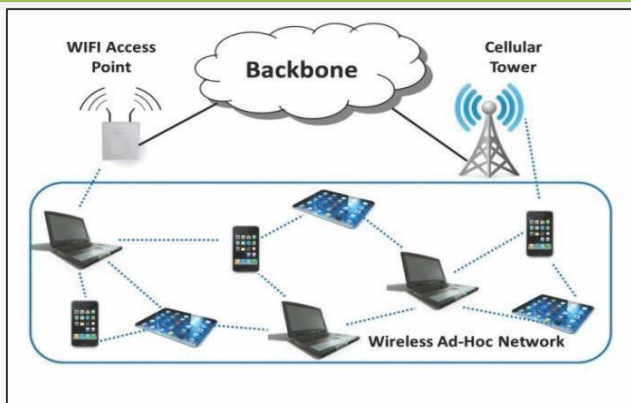 WIFI Access
Point
Backbone
Cellular
Tower
Wireless Ad-Hoc Network